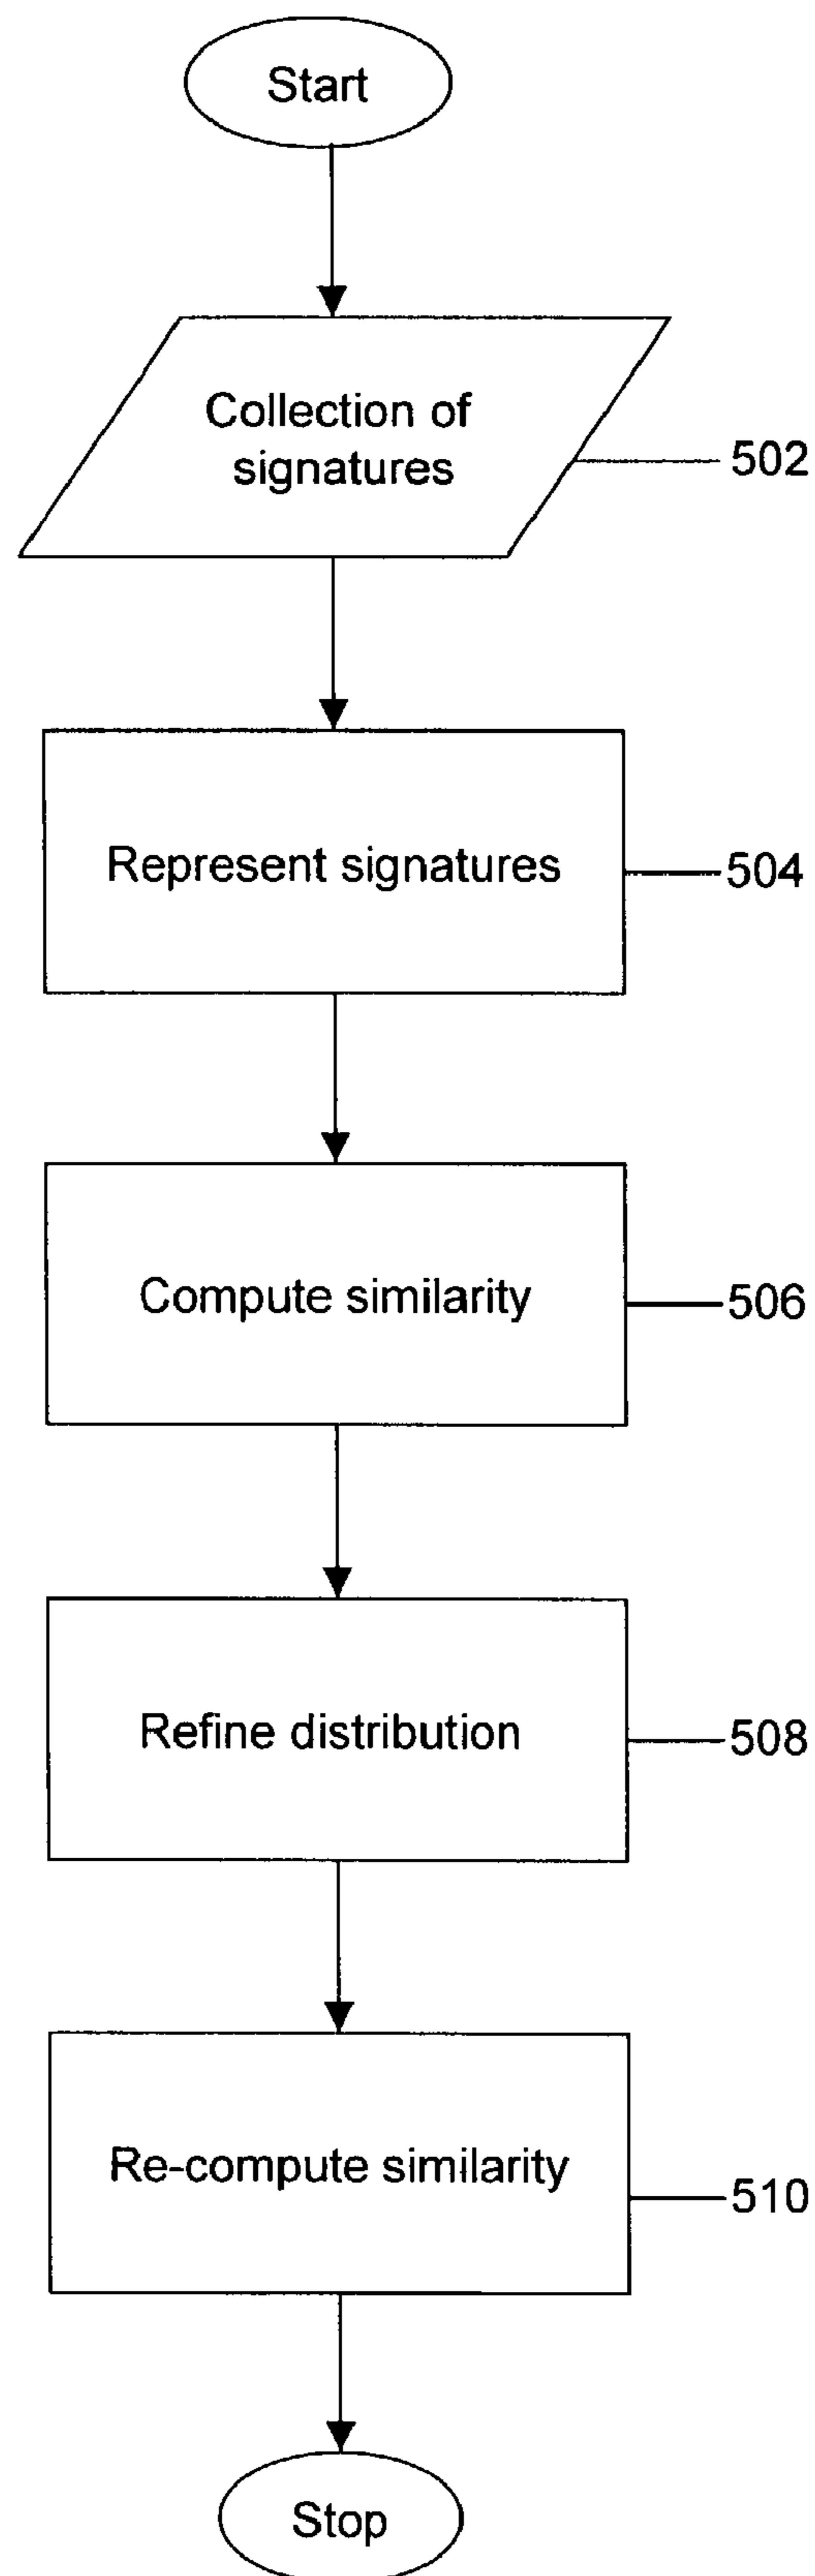 Start
Collection of
signatures
502
Represent signatures
504
Compute similarity
506
Refine distribution
508
Re-compute similarity
510
Stop